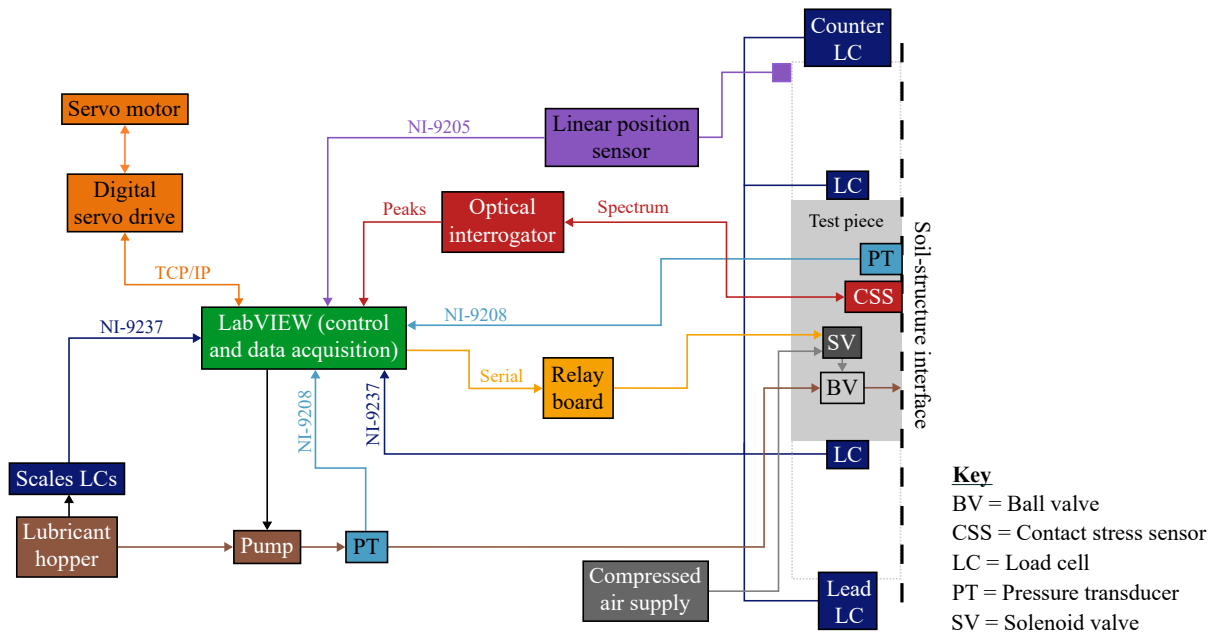 Counter
LC
Servo motor
NI-9205
Linear position
sensor
Digital
servo drive
LC
Peaks
Optical
interrogator
Spectrum
Test piece
PT
TCP/IP
CSS
NI-9237
LabVIEW (control
and data acquisition)
NI-9208
SV
Soil-structure interface
Serial
Relay
board
BV
NI-9208
NI-9237
LC
Scales LCs
Lubricant
hopper
Pump
PT
Compressed
air supply
Lead
LC
Key
BV = Ball valve
CSS = Contact stress sensor
LC = Load cell
PT = Pressure transducer
SV = Solenoid valve